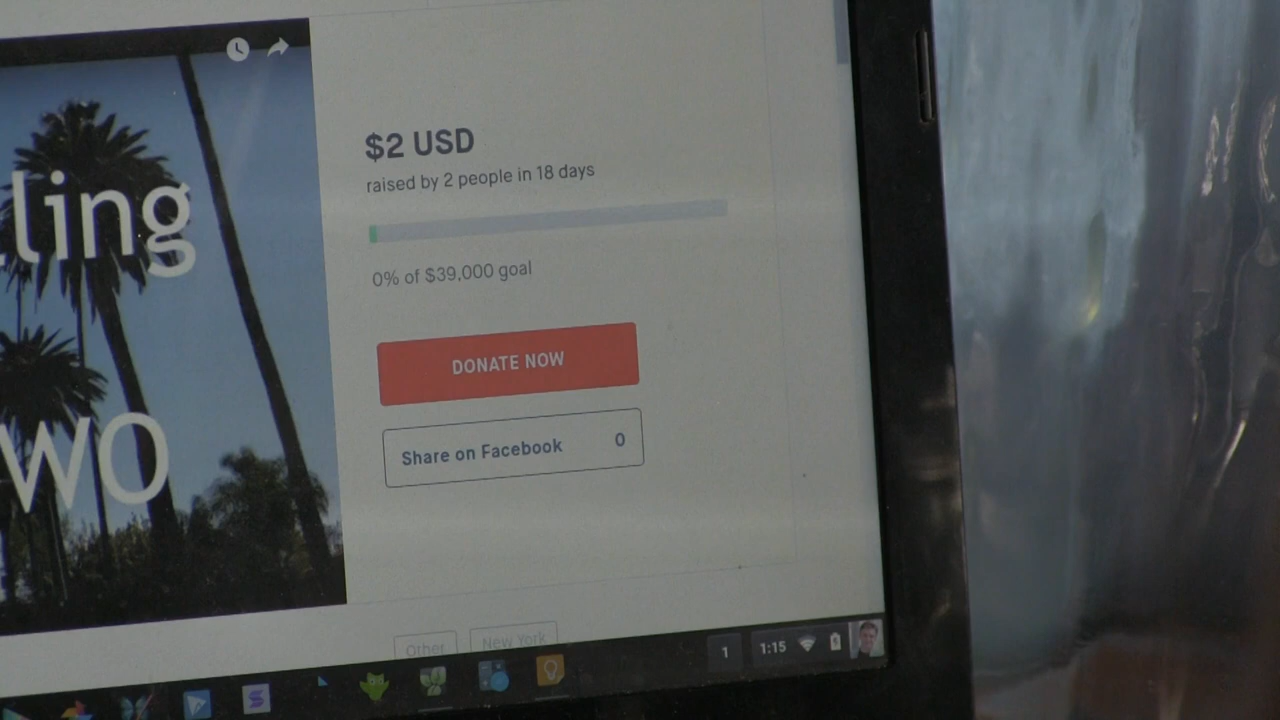 ling
wo
$2 USD
raised by 2 people in 18 days
0% of $39,000 goal
DONATE NOW
Share on Facebook 0
Other New York
1 1:15